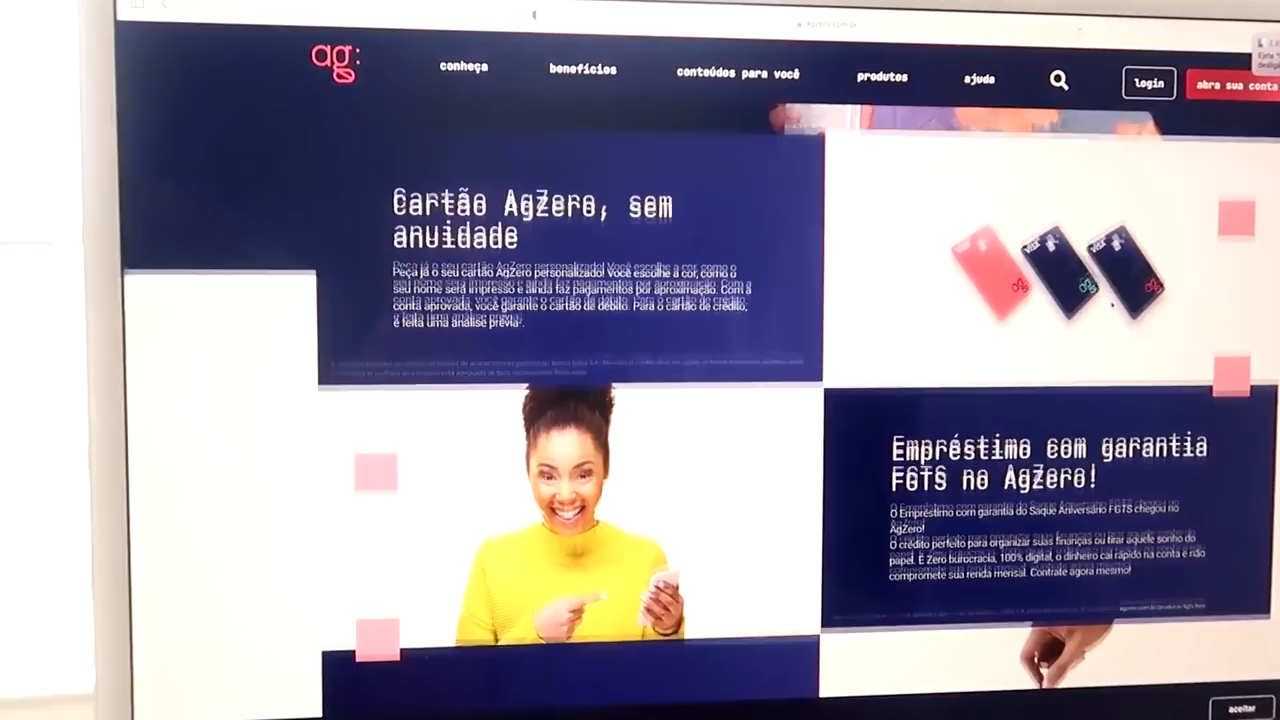 agzero.com.br
ag:
conheça
benefícios
conteúdos para você
produtos
ajuda
login
abra sua conta
Cartão AgZero, sem
anuidade
Peça já o seu cartão AgZero personalizado! Você escolhe a cor, como o
seu nome será impresso e ainda faz pagamentos por aproximação. Com a
conta aprovada, você garante o cartão de débito. Para o cartão de crédito,
é feita uma análise prévia.
VISA
VISA
Empréstimo com garantia
FGTS no AgZero!
O Empréstimo com garantia do Saque Aniversário FGTS chegou no
AgZero!
O crédito perfeito para organizar suas finanças ou tirar aquele sonho do
papel. É Zero burocracia, 100% digital, o dinheiro cai rápido na conta e não
compromete sua renda mensal. Contrate agora mesmo!
aceitar